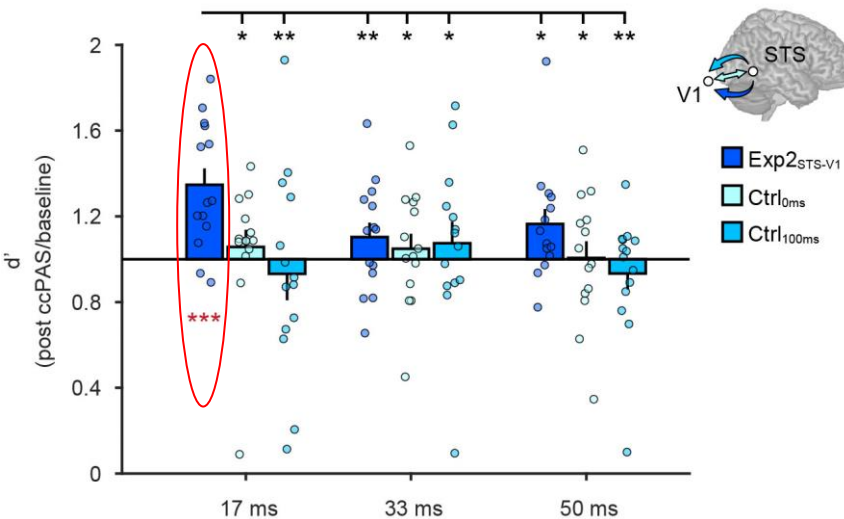 * ** ** * * * * **
2
STS
V1
1.6
Exp2STS-V1
Ctrl0ms
1.2
Ctrl100ms
d'
(post ccPAS/baseline)
1
0.8
***
0.4
0
17 ms 33 ms 50 ms